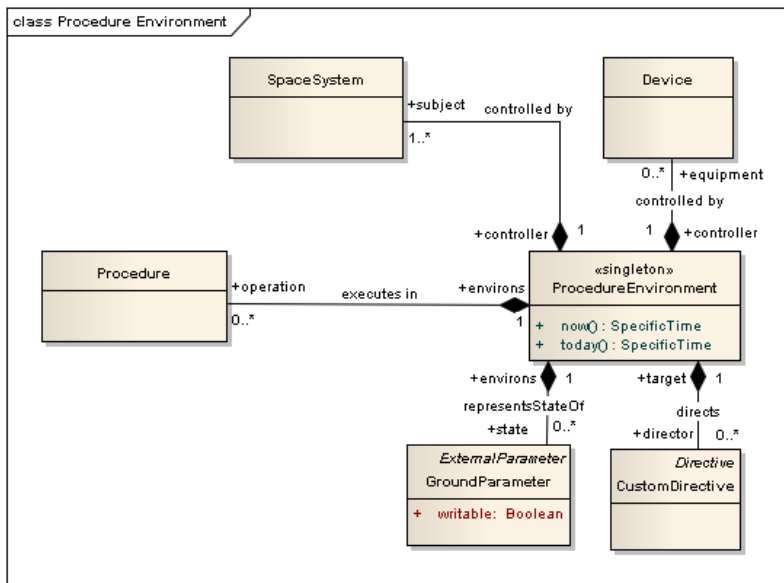 class Procedure Environment
SpaceSystem
Device
+subject
controlled by
1..*
0..*
+equipment
controlled by
+controller
1
1
+controller
Procedure
+operation
executes in
+environs
0..*
1
«singleton»
ProcedureEnvironment
+ now() : SpecificTime
+ today() : SpecificTime
+environs
1
+target
1
representsStateOf
directs
+state
0..*
+director
0..*
ExternalParameter
GroundParameter
+ writable: Boolean
Directive
CustomDirective